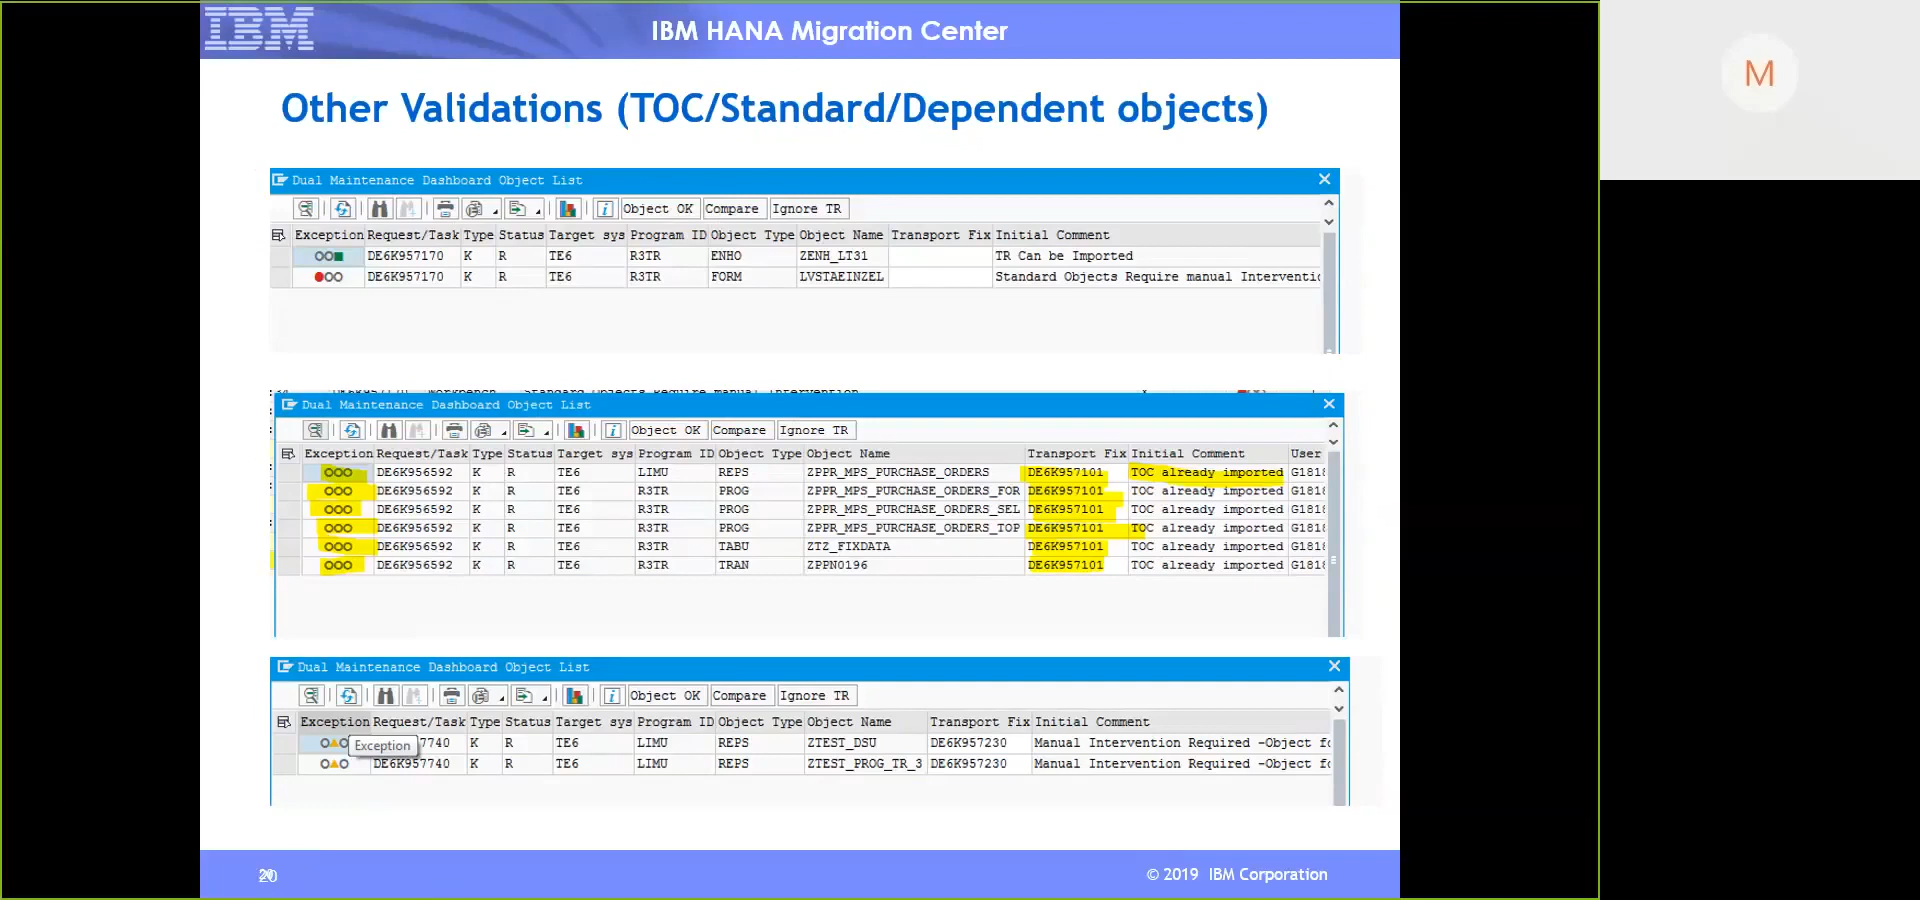 IBM
IBM HANA Migration Center
M
Other Validations (TOC/Standard/Dependent objects)
Dual Maintenance Dashboard Object List
Object OK Compare Ignore TR
Exception Request/Task Type Status Target sys Program ID Object Type Object Name Transport Fix Initial Comment
DE6K957170 K R TE6 R3TR ENHO ZENH_LT31 TR Can be Imported
DE6K957170 K R TE6 R3TR FORM LVSTAEINZEL Standard Objects Require manual Interventio
Dual Maintenance Dashboard Object List
Object OK Compare Ignore TR
Exception Request/Task Type Status Target sys Program ID Object Type Object Name Transport Fix Initial Comment User
DE6K956592 K R TE6 LIMU REPS ZPPR_MPS_PURCHASE_ORDERS DE6K957101 TOC already imported G1818
DE6K956592 K R TE6 R3TR PROG ZPPR_MPS_PURCHASE_ORDERS_FOR DE6K957101 TOC already imported G1818
DE6K956592 K R TE6 R3TR PROG ZPPR_MPS_PURCHASE_ORDERS_SEL DE6K957101 TOC already imported G1818
DE6K956592 K R TE6 R3TR PROG ZPPR_MPS_PURCHASE_ORDERS_TOP DE6K957101 TOC already imported G1818
DE6K956592 K R TE6 R3TR TABU ZTZ_FIXDATA DE6K957101 TOC already imported G1818
DE6K956592 K R TE6 R3TR TRAN ZPPN0196 DE6K957101 TOC already imported G1818
Dual Maintenance Dashboard Object List
Object OK Compare Ignore TR
Exception Request/Task Type Status Target sys Program ID Object Type Object Name Transport Fix Initial Comment
Exception 7740 K R TE6 LIMU REPS ZTEST_DSU DE6K957230 Manual Intervention Required -Object fo
DE6K957740 K R TE6 LIMU REPS ZTEST_PROG_TR_3 DE6K957230 Manual Intervention Required -Object fo
20
© 2019 IBM Corporation